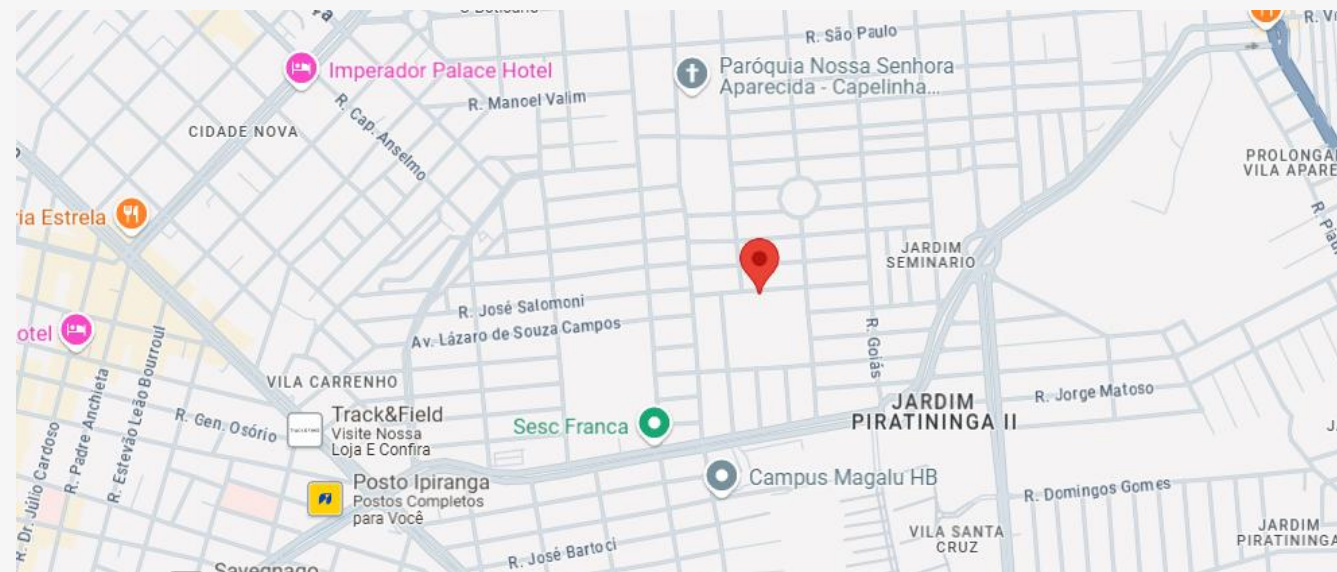 R. São Paulo
Imperador Palace Hotel
Paróquia Nossa Senhora
Aparecida - Capelinha...
R. Manoel Valim
R. Cap. Anselmo
CIDADE NOVA
PROLONGA
VILA APARE
ria Estrela
JARDIM
SEMINARIO
R. José Salomoni
Av. Lázaro de Souza Campos
otel
R. Goiás
R. Estevão Leão Bourroul
R. Padre Anchieta
R. Dr. Júlio Cardoso
VILA CARRENHO
R. Gen. Osório
Track&Field
Visite Nossa
Loja E Confira
Sesc Franca
JARDIM
PIRATININGA II
R. Jorge Matoso
Posto Ipiranga
Postos Completos
para Você
Campus Magalu HB
R. Domingos Gomes
VILA SANTA
CRUZ
JARDIM
PIRATININGA
R. José Bartoci